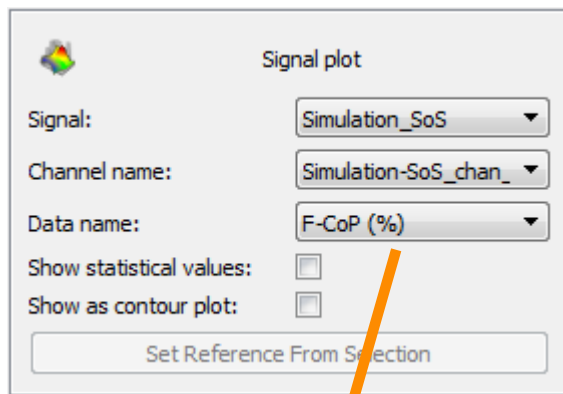 Signal plot
Signal: Simulation_SoS
Channel name: Simulation-SoS_chan_
Data name: F-CoP (%)
Show statistical values:
Show as contour plot:
Set Reference From Selection